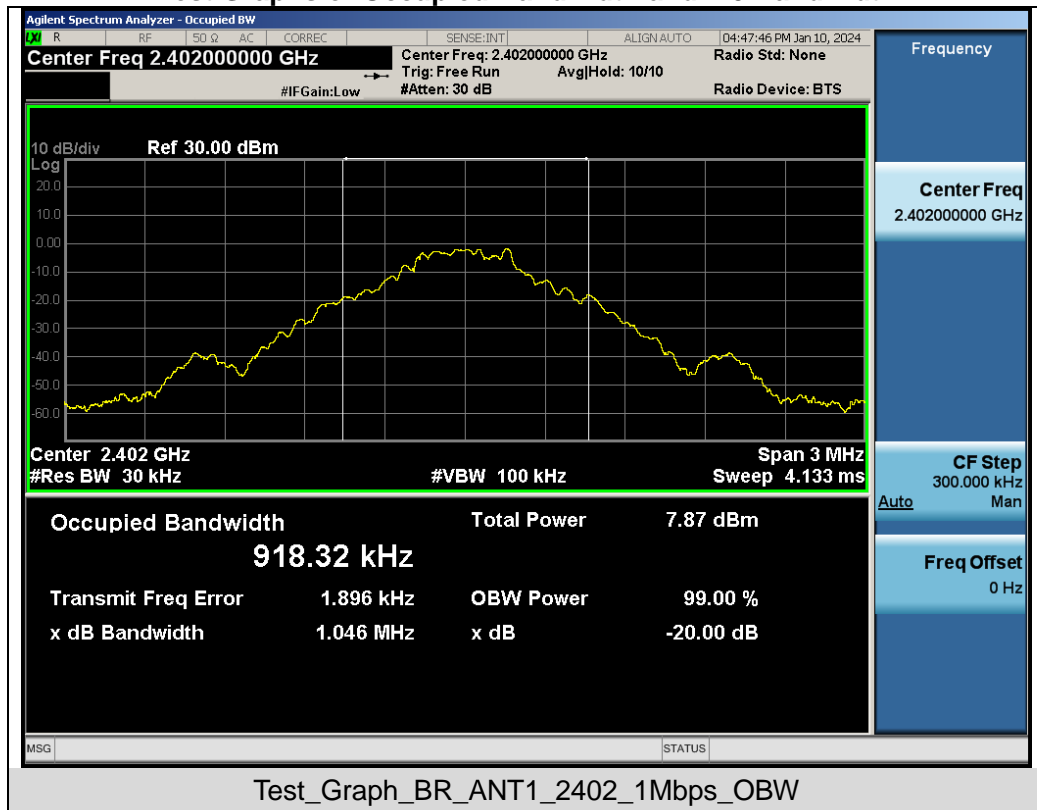 Agilent Spectrum Analyzer - Occupied BW
LXI R RF 50 Ω AC CORREC SENSE:INT ALIGN AUTO 04:47:46 PM Jan 10, 2024
Center Freq 2.402000000 GHz
Center Freq: 2.402000000 GHz Radio Std: None
Trig: Free Run Avg|Hold: 10/10
#IFGain:Low #Atten: 30 dB Radio Device: BTS
10 dB/div Ref 30.00 dBm
Log
20.0
10.0
0.00
-10.0
-20.0
-30.0
-40.0
-50.0
-60.0
Center 2.402 GHz Span 3 MHz
#Res BW 30 kHz #VBW 100 kHz Sweep 4.133 ms
Occupied Bandwidth Total Power 7.87 dBm
918.32 kHz
Transmit Freq Error 1.896 kHz OBW Power 99.00 %
x dB Bandwidth 1.046 MHz x dB -20.00 dB
MSG STATUS
Frequency
Center Freq
2.402000000 GHz
CF Step
300.000 kHz
Auto Man
Freq Offset
0 Hz
Test_Graph_BR_ANT1_2402_1Mbps_OBW